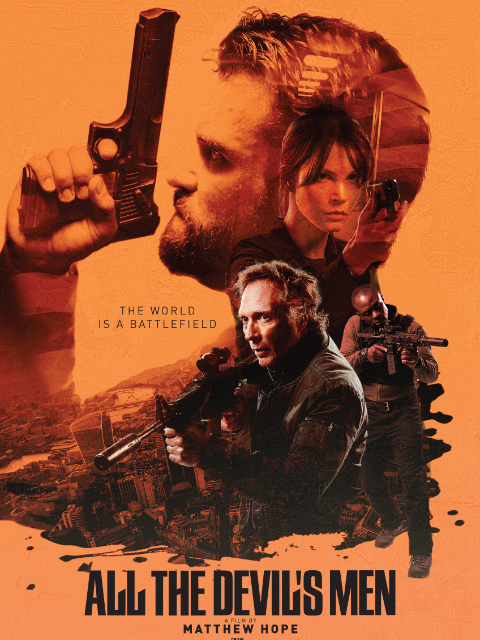 THE WORLD
IS A BATTLEFIELD
ALL THE DEVIL'S MEN
A FILM BY
MATTHEW HOPE